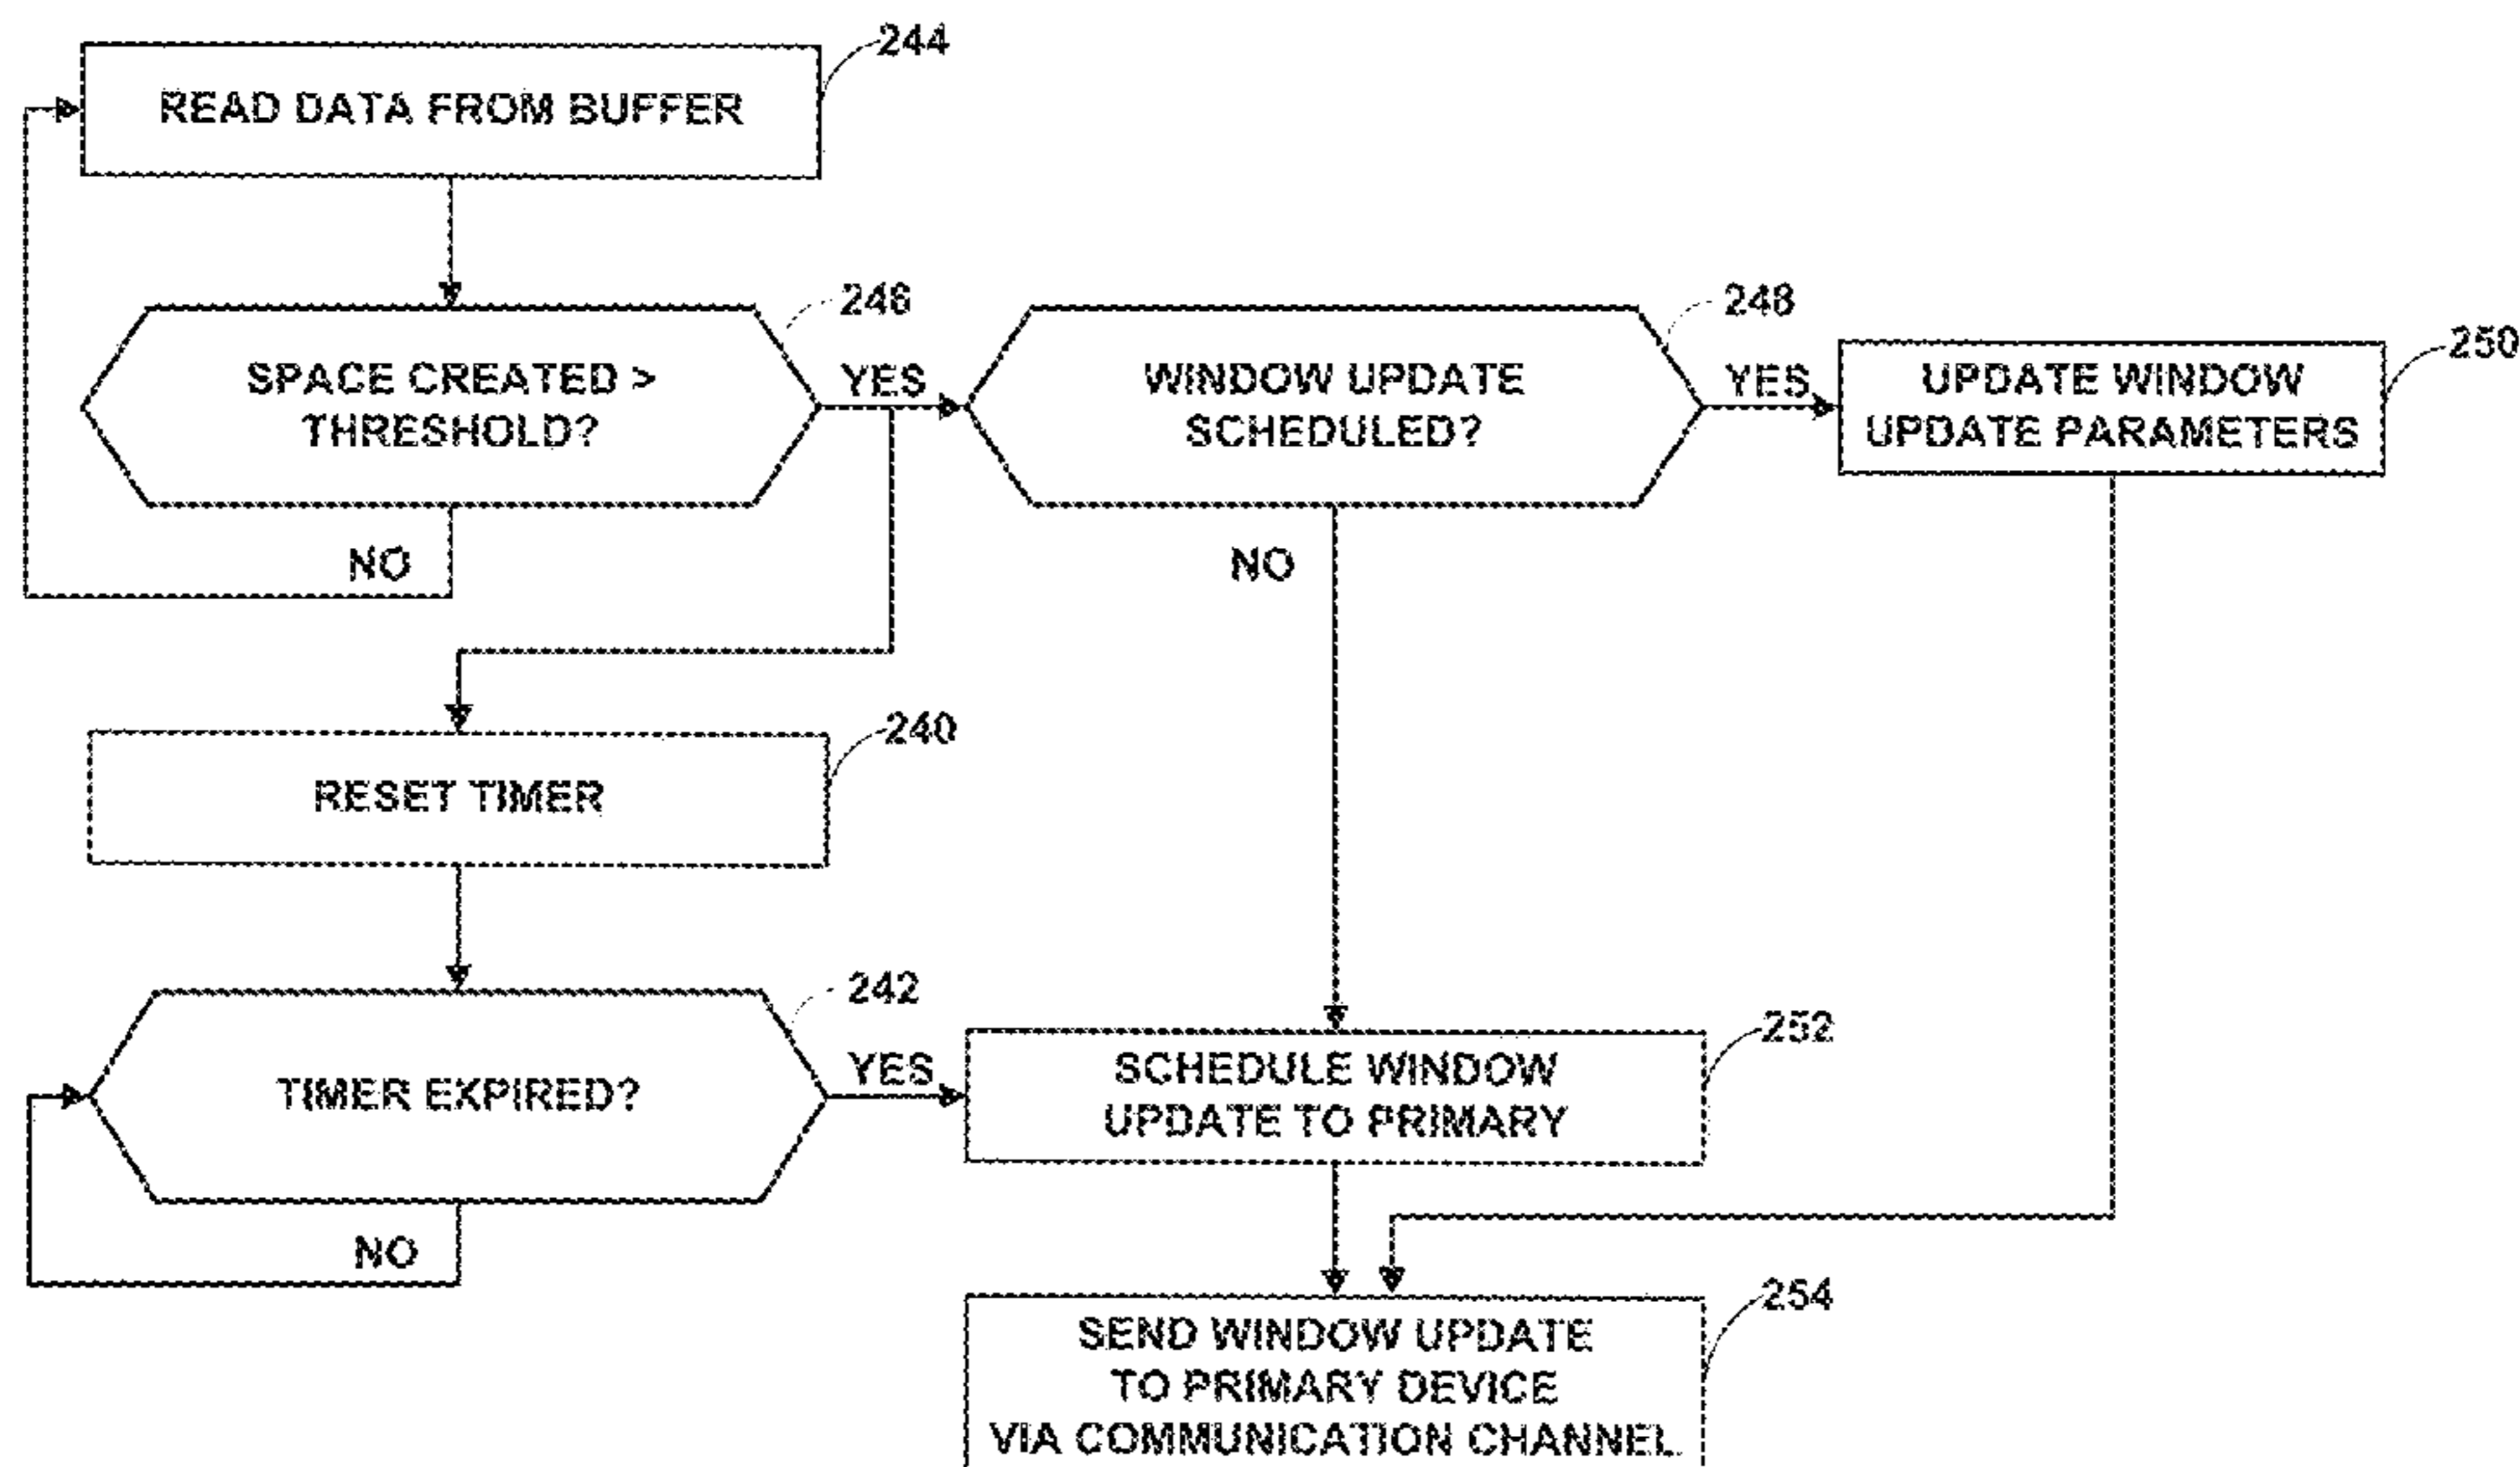 244
READ DATA FROM BUFFER
246
SPACE CREATED >
THRESHOLD?
YES
NO
248
WINDOW UPDATE
SCHEDULED?
YES
NO
250
UPDATE WINDOW
UPDATE PARAMETERS
240
RESET TIMER
242
TIMER EXPIRED?
YES
NO
252
SCHEDULE WINDOW
UPDATE TO PRIMARY
254
SEND WINDOW UPDATE
TO PRIMARY DEVICE
VIA COMMUNICATION CHANNEL